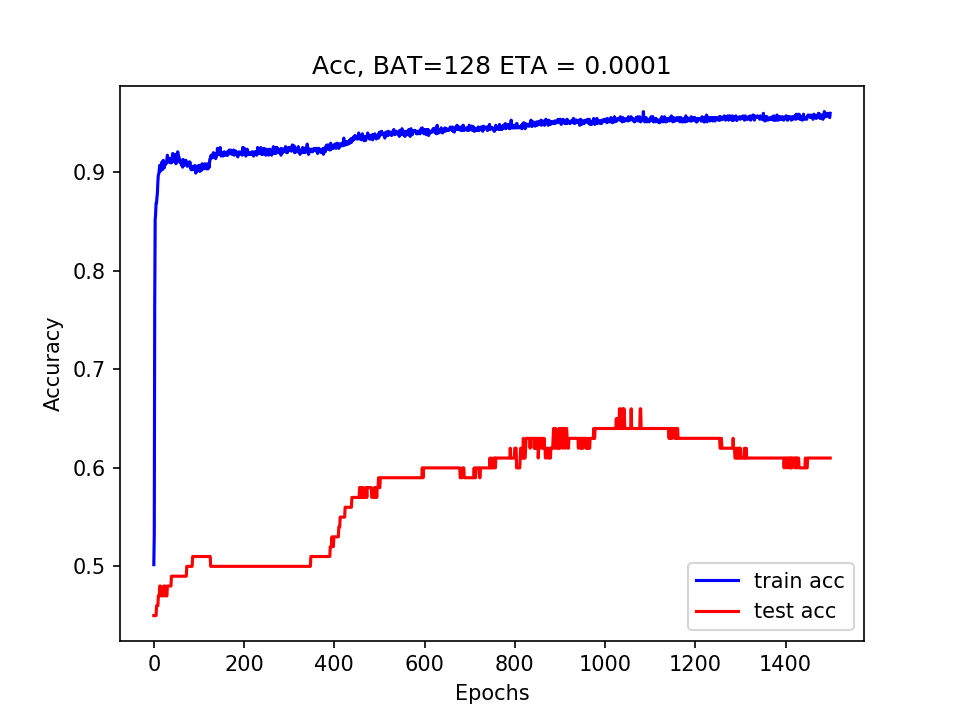 Acc, BAT=128 ETA = 0.0001
Accuracy
0.9
0.8
0.7
0.6
0.5
train acc
test acc
0 200 400 600 800 1000 1200 1400
Epochs